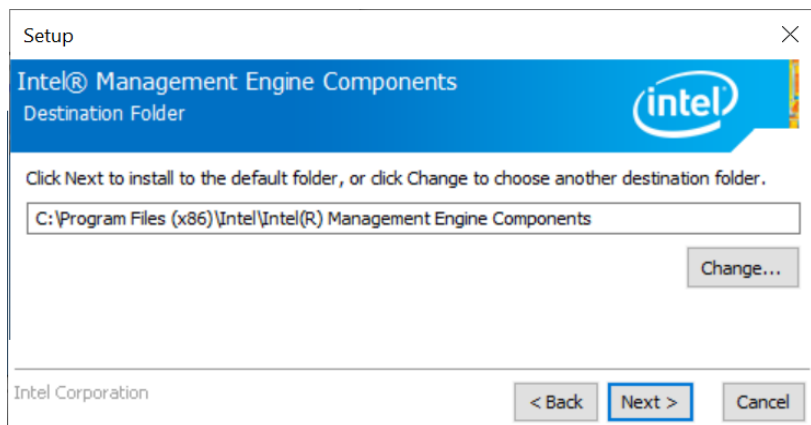 Setup
Intel® Management Engine Components
Destination Folder
intel
Click Next to install to the default folder, or click Change to choose another destination folder.
C:\Program Files (x86)\Intel\Intel(R) Management Engine Components
Change...
Intel Corporation
< Back
Next >
Cancel